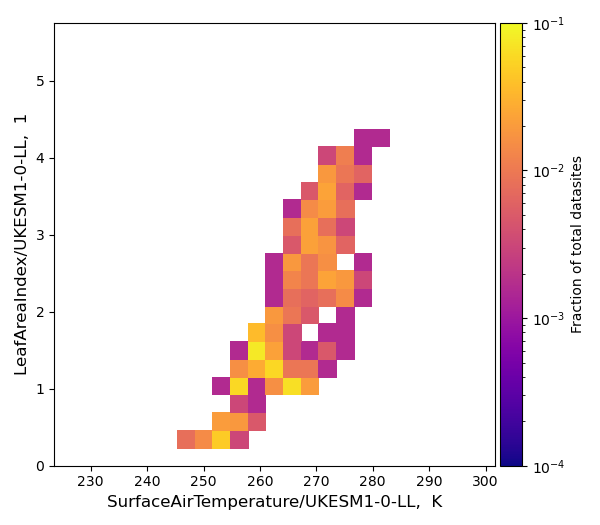 10⁻¹
5
4
10⁻²
3
2
10⁻³
1
0
10⁻⁴
230 240 250 260 270 280 290 300
SurfaceAirTemperature/UKESM1-0-LL, K
LeafAreaIndex/UKESM1-0-LL, 1
Fraction of total datasites